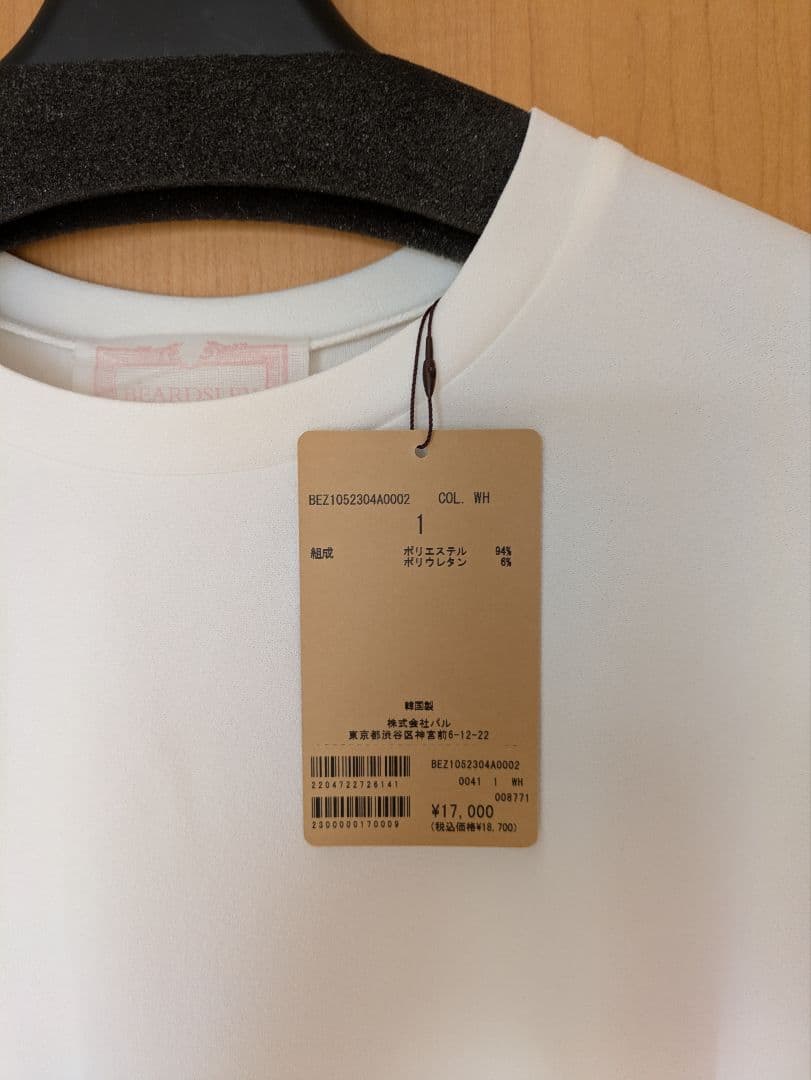 BEARDSLEY
BEZ1052304A0002 COL. WH
1
組成 ポリエステル 94%
ポリウレタン 6%
韓国製
株式会社パル
東京都渋谷区神宮前6-12-22
BEZ1052304A0002
2204722726141 0041 1 WH
008771
2300000170009 ¥17,000
(税込価格¥18,700)